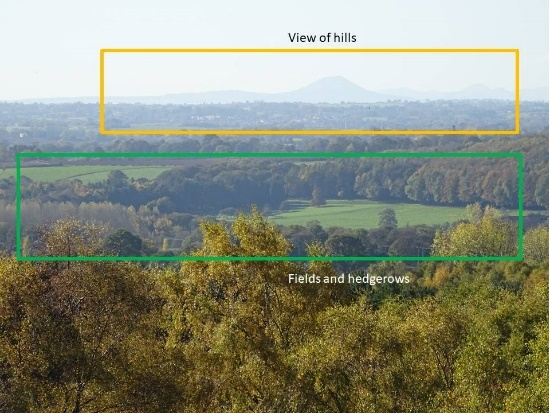 View of hills
Fields and hedgerows